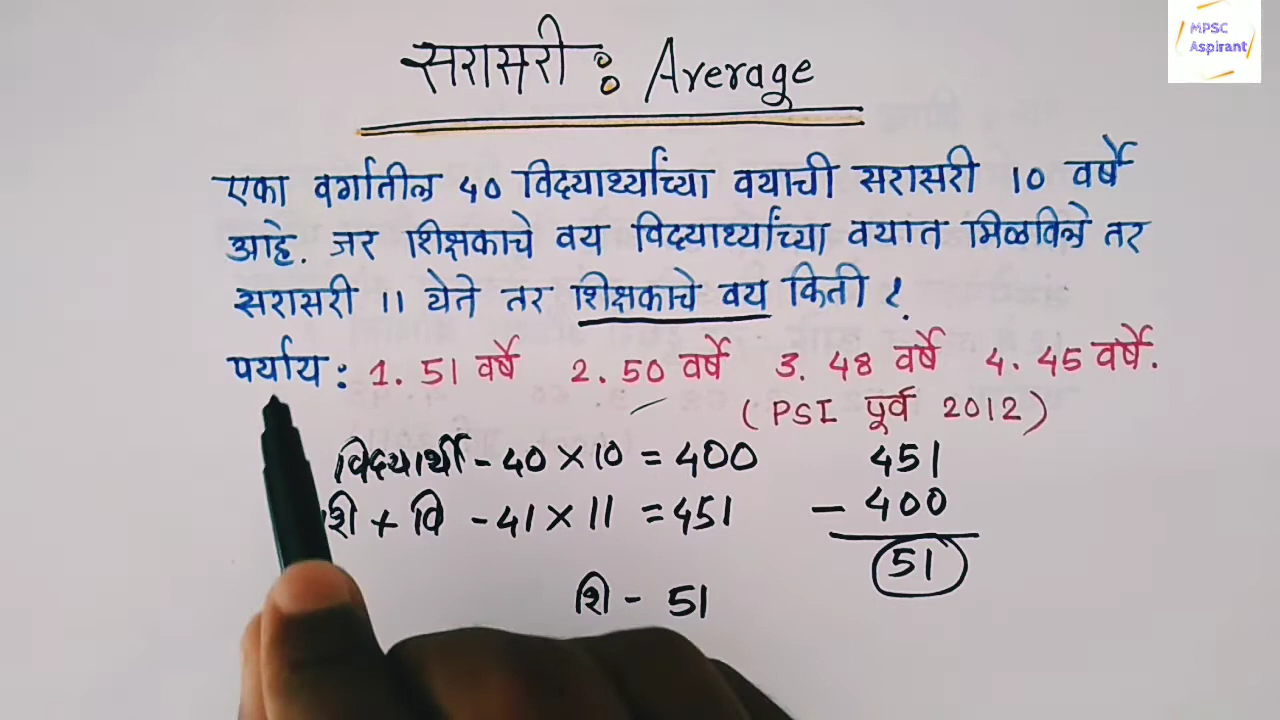 MPSC
Aspirant
सरासरी : Average
एका वर्गातील 40 विद्यार्थ्यांच्या वयाची सरासरी 10 वर्षे
आहे. जर शिक्षकाचे वय विद्यार्थ्यांच्या वयात मिळविले तर
सरासरी 11 येते तर शिक्षकाचे वय किती ?
पर्याय : 1. 51 वर्षे 2. 50 वर्षे 3. 48 वर्षे 4. 45 वर्षे.
(PSI पूर्व 2012)
विद्यार्थी - 40 × 10 = 400
शि + वि - 41 × 11 = 451
451
- 400
51
शि - 51